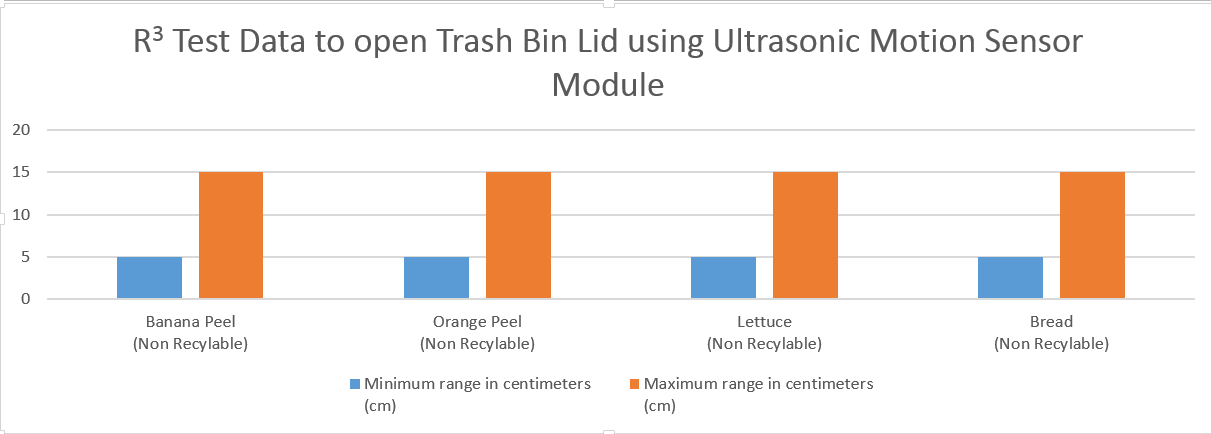 R³ Test Data to open Trash Bin Lid using Ultrasonic Motion Sensor
Module
20
15
10
5
0
Banana Peel
(Non Recylable)
Orange Peel
(Non Recylable)
Lettuce
(Non Recylable)
Bread
(Non Recylable)
Minimum range in centimeters
(cm)
Maximum range in centimeters
(cm)